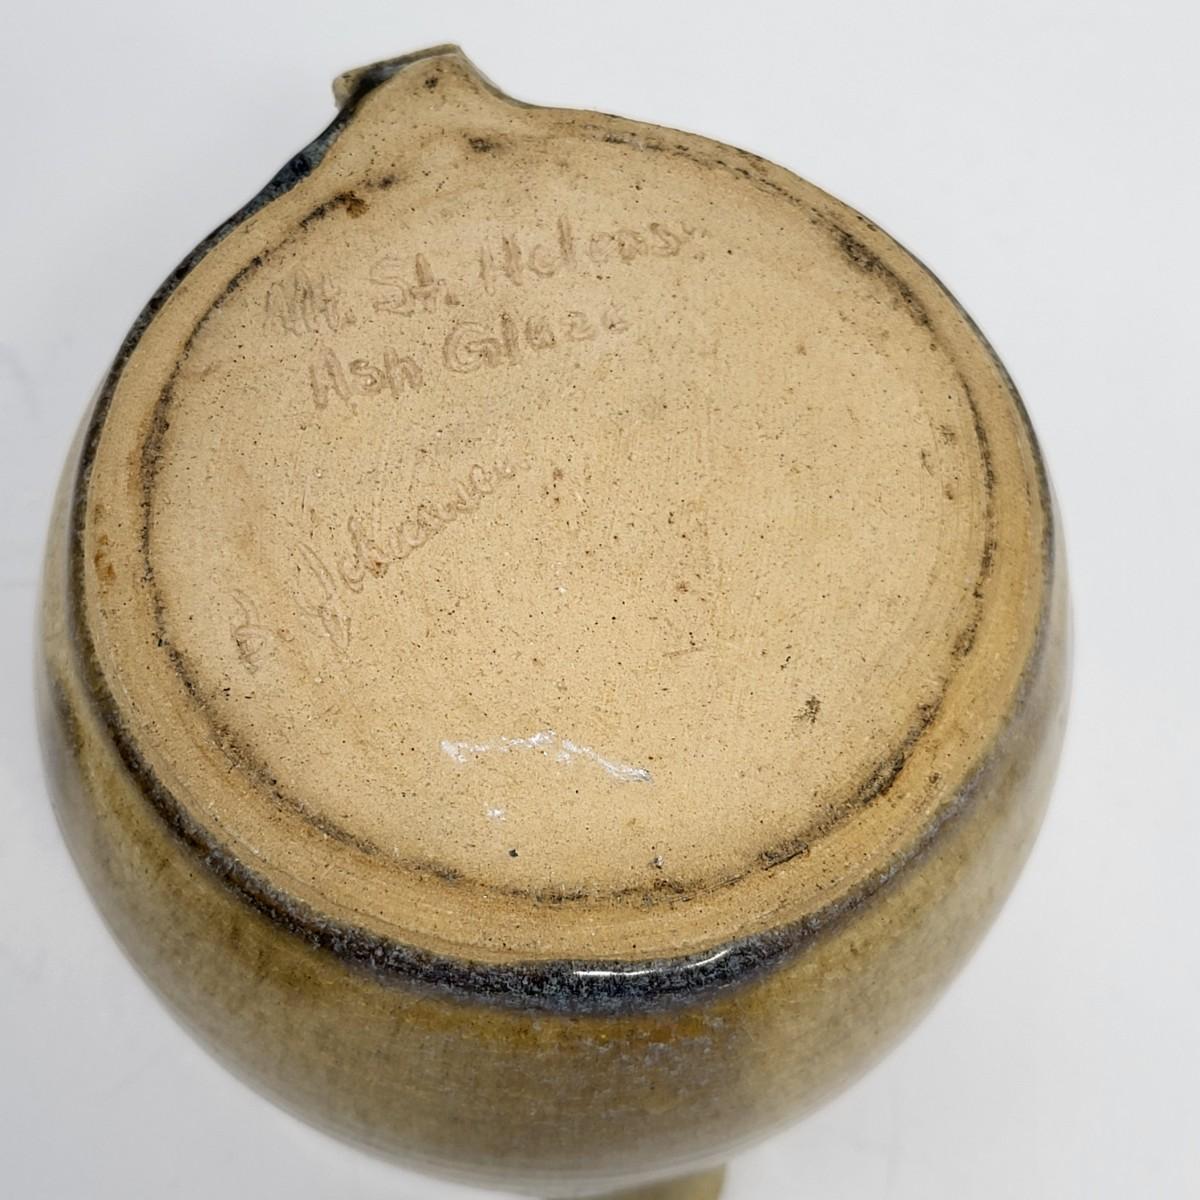 Mt. St. Helens
Ash Glaze
B.